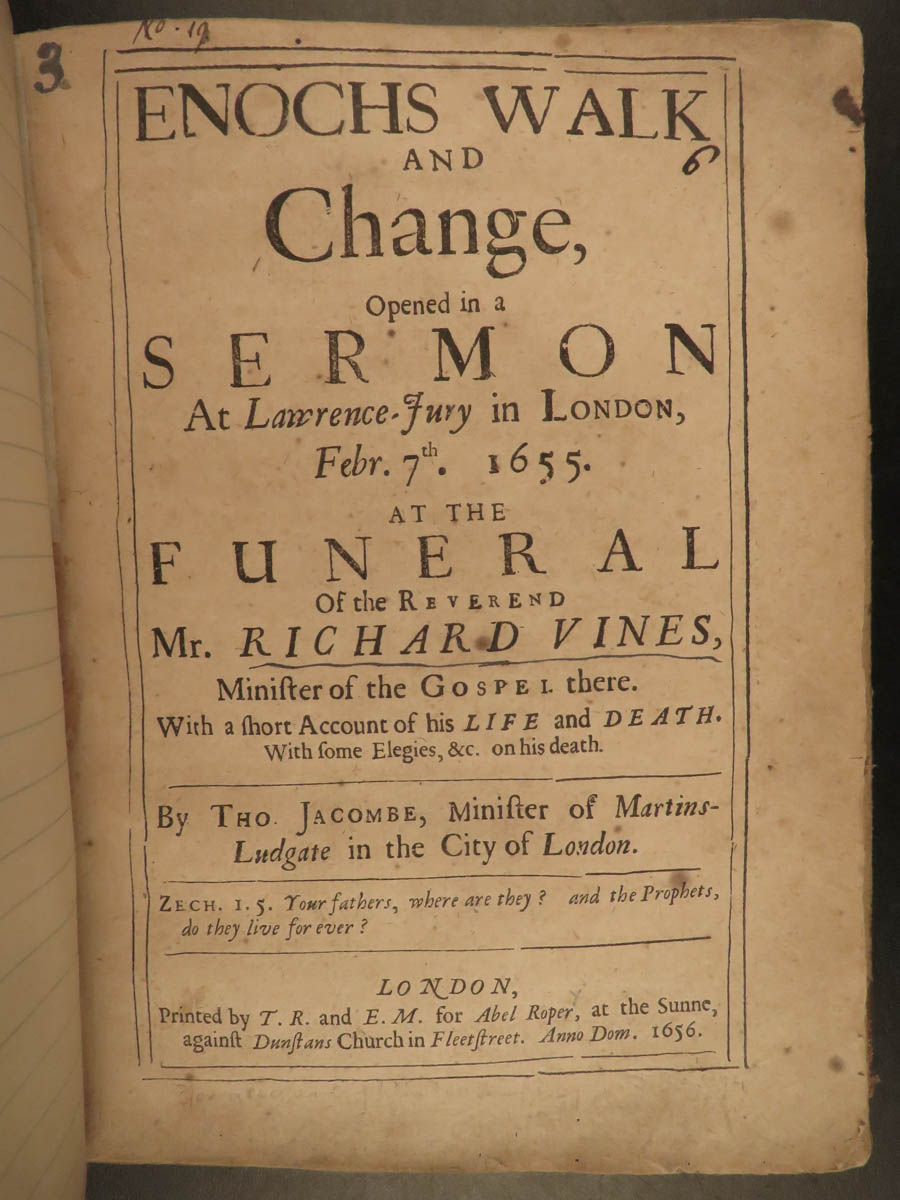 No. 19
3
ENOCHS WALK
6
AND
Change,
Opened in a
SERMON
At Lawrence-Jury in LONDON,
Febr. 7th. 1655.
AT THE
FUNERAL
Of the REVEREND
Mr. RICHARD VINES,
Miniſter of the GOSPEL there.
With a ſhort Account of his LIFE and DEATH.
With ſome Elegies, &c. on his death.
By THO. JACOMBE, Miniſter of Martins-
Ludgate in the City of London.
ZECH. 1. 5. Your fathers, where are they? and the Prophets,
do they live for ever?
LONDON,
Printed by T. R. and E. M. for Abel Roper, at the Sunne,
againſt Dunſtans Church in Fleetſtreet. Anno Dom. 1656.